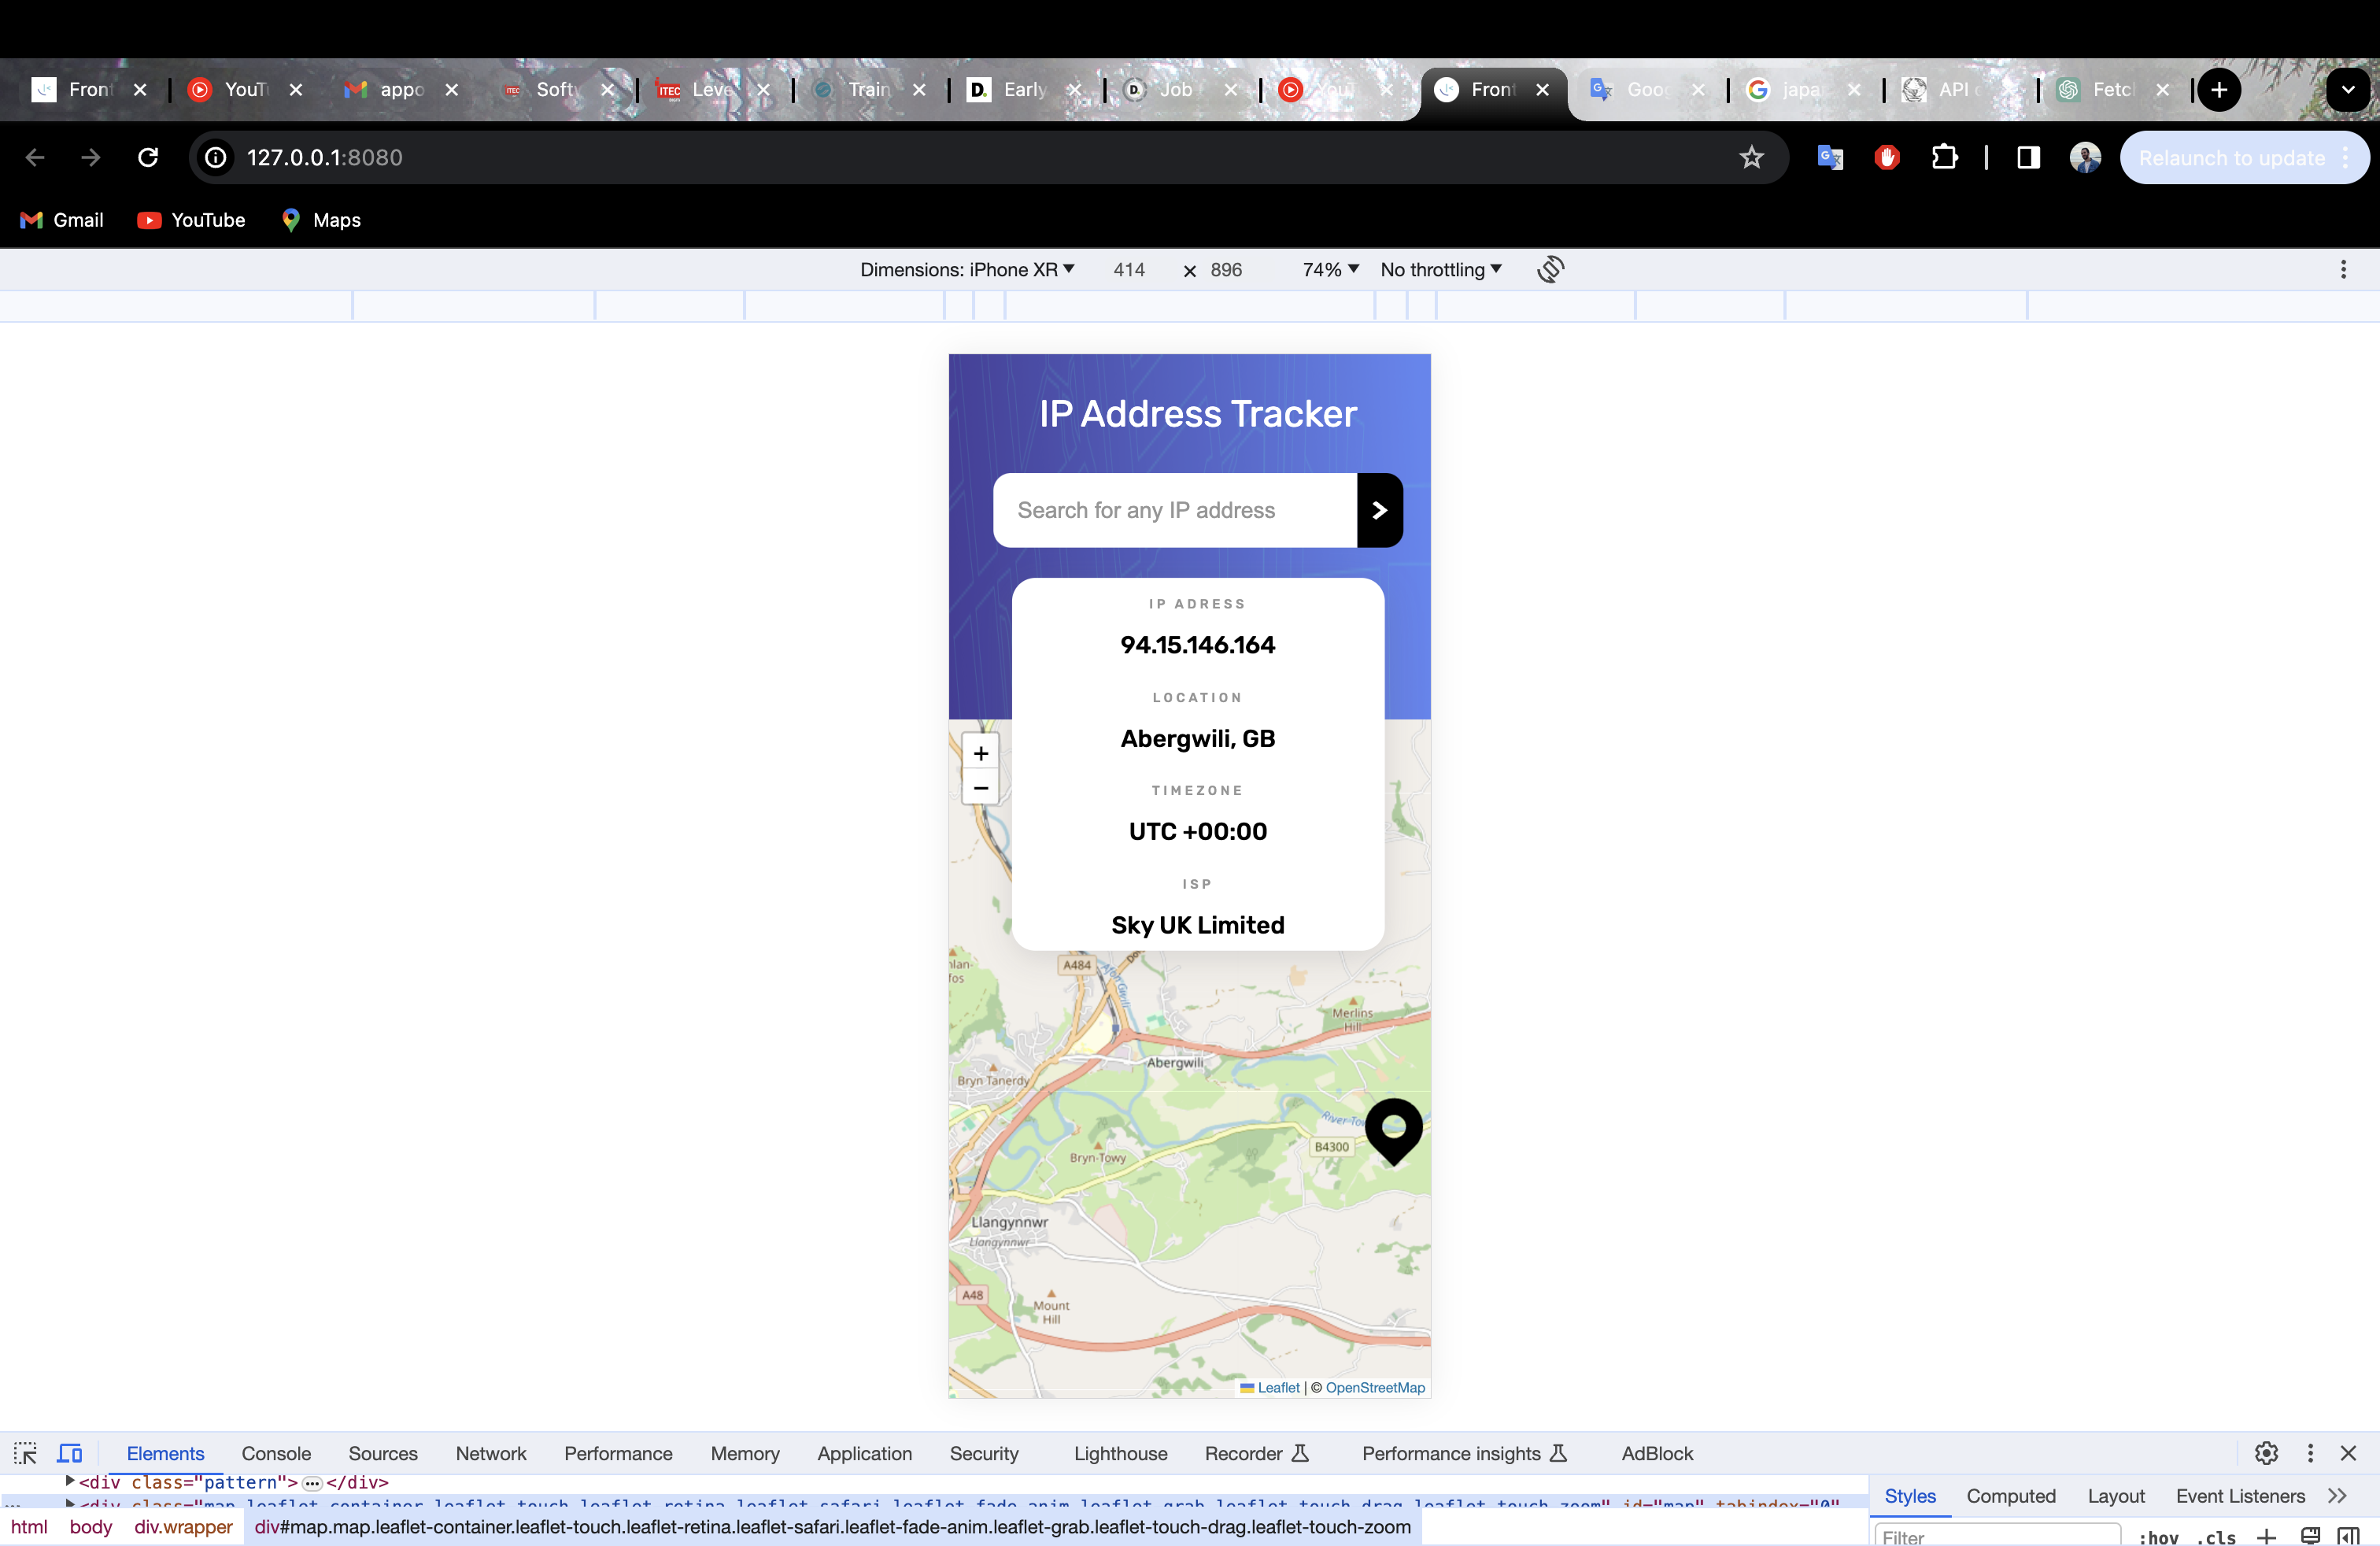 Front
YouTu
appo
Softw
Leve
Train
Early
Job
You
Front
Goog
japa
API c
Fetch
127.0.0.1:8080
Relaunch to update
Gmail
YouTube
Maps
Dimensions: iPhone XR
414 × 896
74%
No throttling
IP Address Tracker
Search for any IP address
IP ADRESS
94.15.146.164
LOCATION
Abergwili, GB
TIMEZONE
UTC +00:00
ISP
Sky UK Limited
+
−
A484
Afon Gwili
Merlins
Hill
Abergwili
Bryn Tanerdy
River
B4300
Bryn-Towy
Llangynnwr
Llangynnwr
A48
Mount
Hill
Leaflet | © OpenStreetMap
Elements Console Sources Network Performance Memory Application Security Lighthouse Recorder Performance insights AdBlock
<div class="pattern">…</div>
<div class="map leaflet-container leaflet-touch leaflet-retina leaflet-safari leaflet-fade-anim leaflet-grab leaflet-touch-drag leaflet-touch-zoom" id="map" tabindex="0"
html body div.wrapper div#map.map.leaflet-container.leaflet-touch.leaflet-retina.leaflet-safari.leaflet-fade-anim.leaflet-grab.leaflet-touch-drag.leaflet-touch-zoom
Styles Computed Layout Event Listeners
Filter
:hov .cls